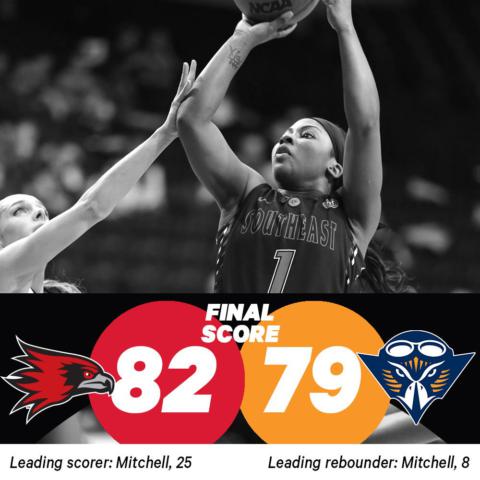 NCAA
SOUTHEAST
1
FINAL
SCORE
82 79
Leading scorer: Mitchell, 25 Leading rebounder: Mitchell, 8